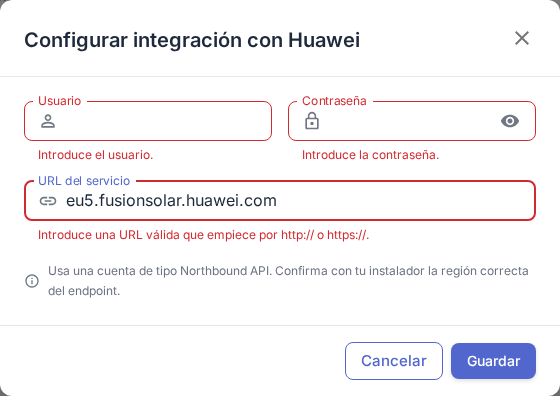 Configurar integración con Huawei
Usuario
Contraseña
Introduce el usuario.
Introduce la contraseña.
URL del servicio
eu5.fusionsolar.huawei.com
Introduce una URL válida que empiece por http:// o https://.
Usa una cuenta de tipo Northbound API. Confirma con tu instalador la región correcta
del endpoint.
Cancelar
Guardar